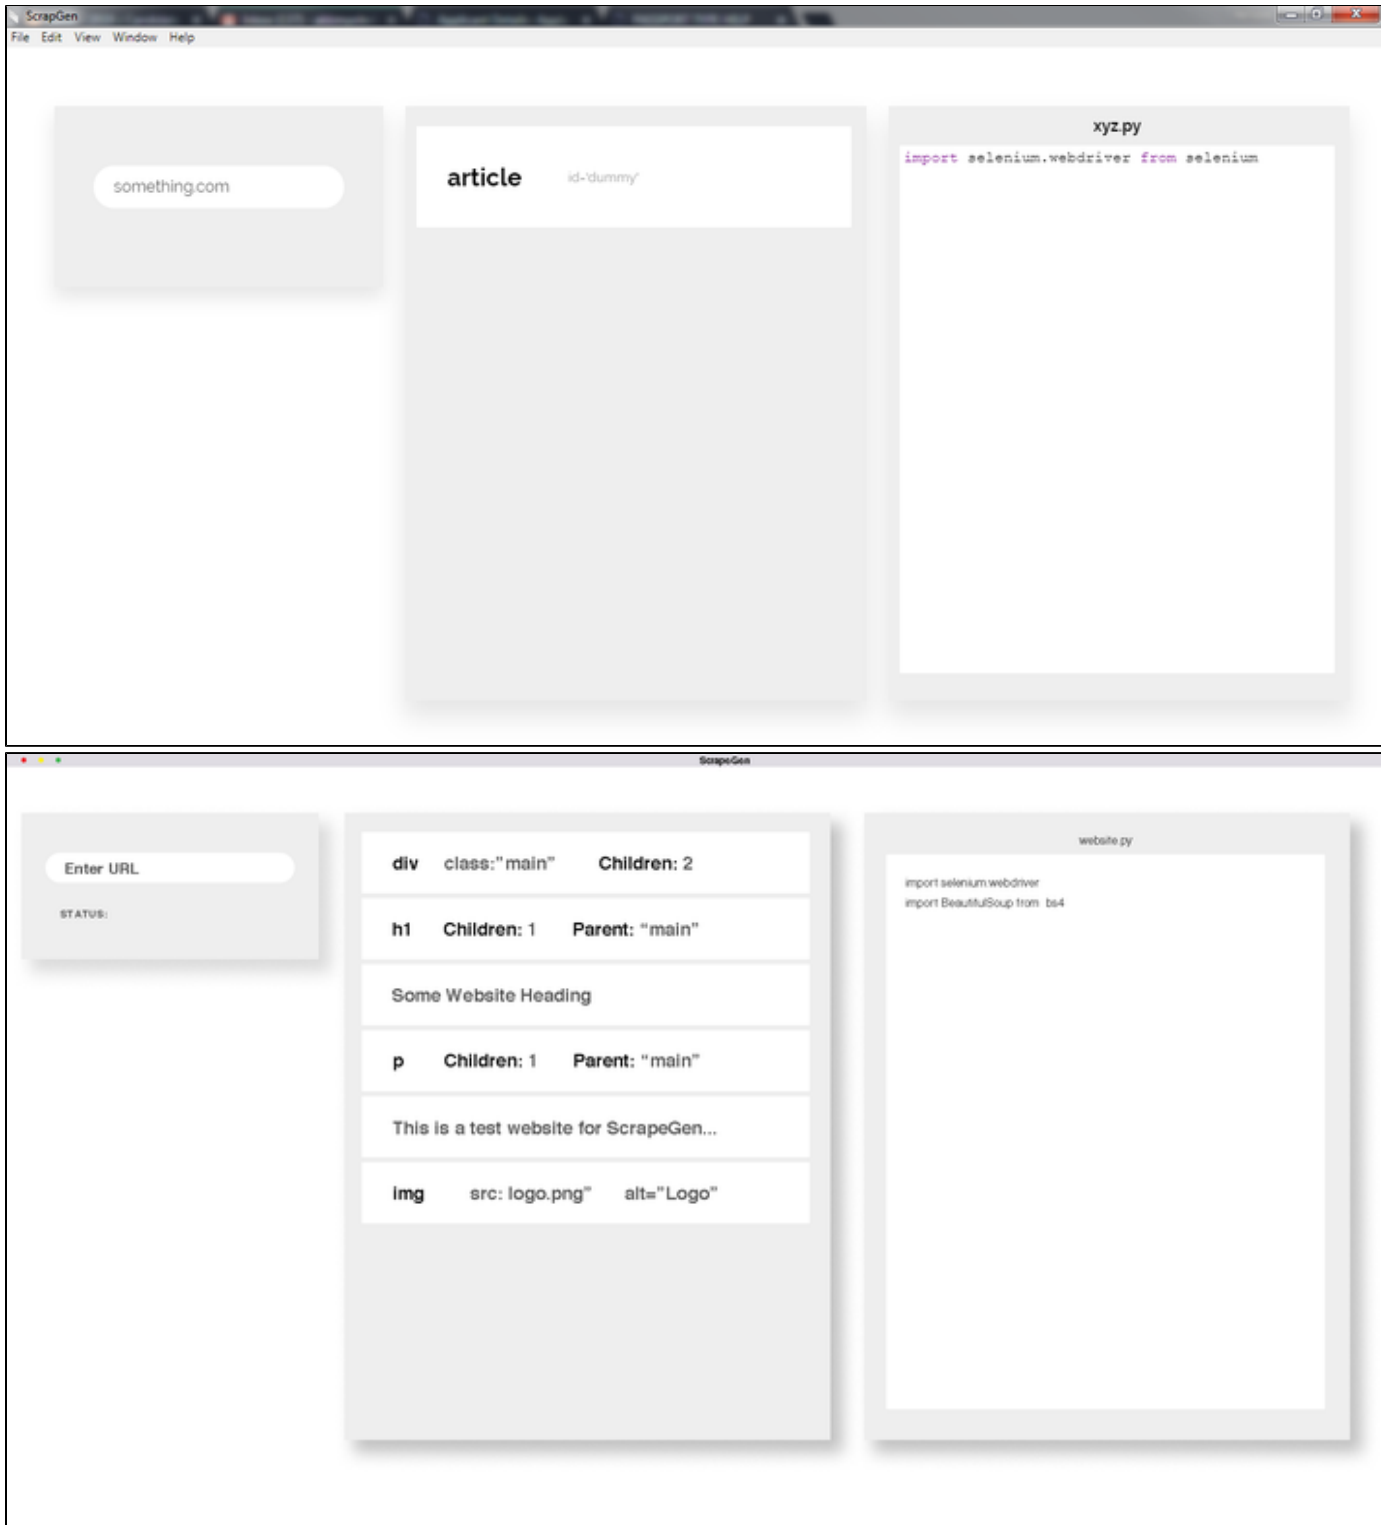 ScrapGen
File Edit View Window Help
something.com
article id='dummy'
xyz.py
import selenium.webdriver from selenium
ScrapeGen
Enter URL
STATUS:
div class:"main” Children: 2
h1 Children: 1 Parent: “main”
Some Website Heading
p Children: 1 Parent: “main”
This is a test website for ScrapeGen...
img src: logo.png” alt=”Logo”
website.py
import selenium.webdriver
import BeautifulSoup from bs4